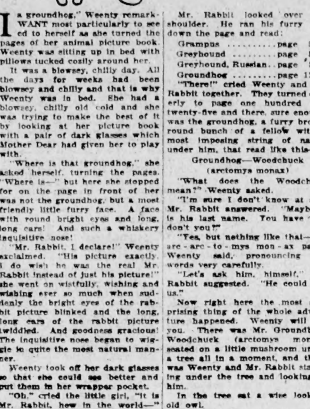 I
WANT most particularly to see
a groundhog," Weenty remark-
ed to herself as she turned the
pages of her animal picture book.
Weenty was sitting up in bed with
pillows tucked cozily around her.
It was a blowsey, chilly day. All
the days for weeks had been
blowsey and chilly and that is why
Weenty was in bed. She had a
blowsey, chilly old cold and she
was trying to make the best of it
by looking at her picture book
with a pair of dark glasses which
Mother Dear had given her to play
with.
"Where is that groundhog," she
asked herself, turning the pages.
"Where is—" but here she stopped
for on the page in front of her
was not the groundhog, but a most
friendly little furry face. A face
with round bright eyes and long,
long ears! And such a whiskery
inquisitive nose!
"Mr. Rabbit, I declare!" Weenty
exclaimed. "His picture exactly.
I do wish he was the real Mr.
Rabbit instead of just his picture!"
she went on wistfully, wishing and
wishing ever so much when sud-
denly the bright eyes of the rab-
bit picture blinked and the long,
long ears of the rabbit picture
twiddled. And goodness gracious!
The inquisitive nose began to wig-
gle in quite the most natural man-
ner.
Weenty took off her dark glasses
so that she could see better and
put them in her wrapper pocket.
"Oh," cried the little girl, "it is
Mr. Rabbit, how in the world—"
Mr. Rabbit looked over
shoulder. He ran his furry
down the page and read:
Grampus page
Greyhound page
Greyhound, Russian page
Groundhog page 1
"There!" cried Weenty and
Rabbit together. They turned
erly to page one hundred
twenty-five and there, sure eno
was the groundhog, a furry bro
round bunch of a fellow wit
most imposing string of na
under him, that read like this
Groundhog—Woodchuck
(arctomys monax)
"What does the Woodch
mean?" Weenty asked.
"I'm sure I don't know at
Mr. Rabbit answered. "Mayb
is his last name. You have
don't you?"
"Yes, but nothing like that—
arc - to - mys mon - ax
Weenty said, pronouncing
words very carefully.
"Let's ask him, himself,"
Rabbit suggested. "He could
us."
Now right here the most
prising thing of the whole adv
ture happened. Weenty will
you. There was Mr. Groundh
Woodchuck (arctomys mon
seated on a little mushroom un
a tree all in a moment, and th
was Weenty and Mr. Rabbit sta
ing under the tree and looking
him.
In the tree sat a wise look
old owl.